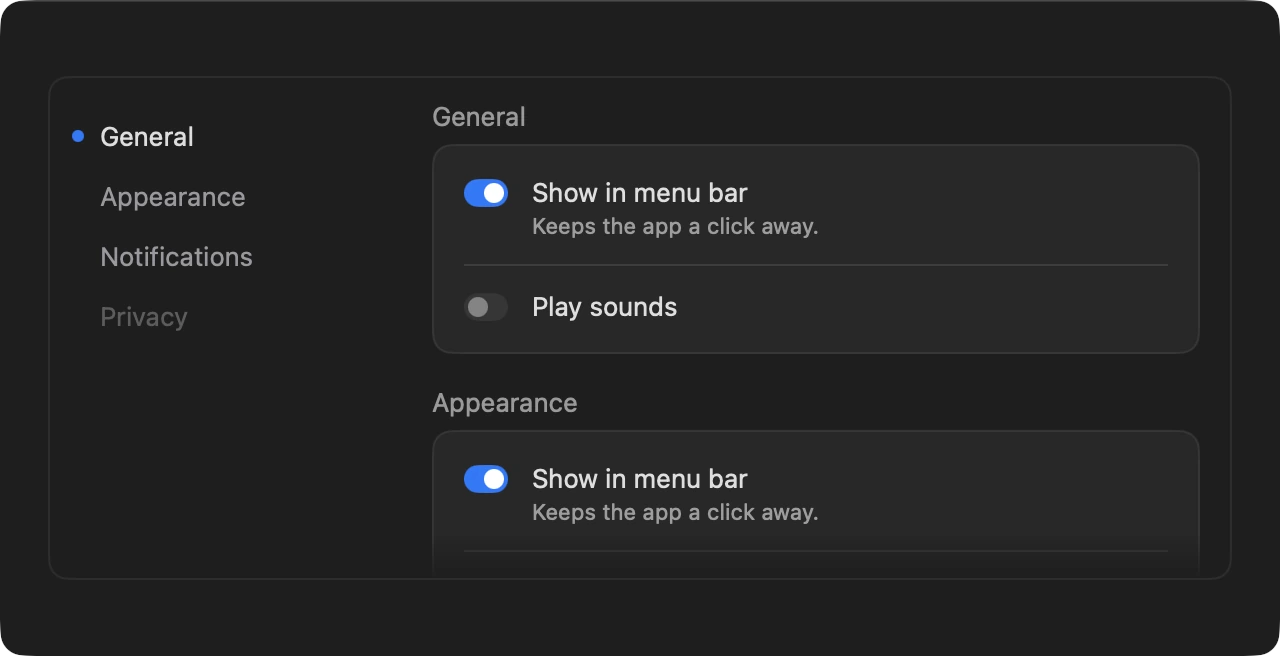 General
Appearance
Notifications
Privacy
General
Show in menu bar
Keeps the app a click away.
Play sounds
Appearance
Show in menu bar
Keeps the app a click away.